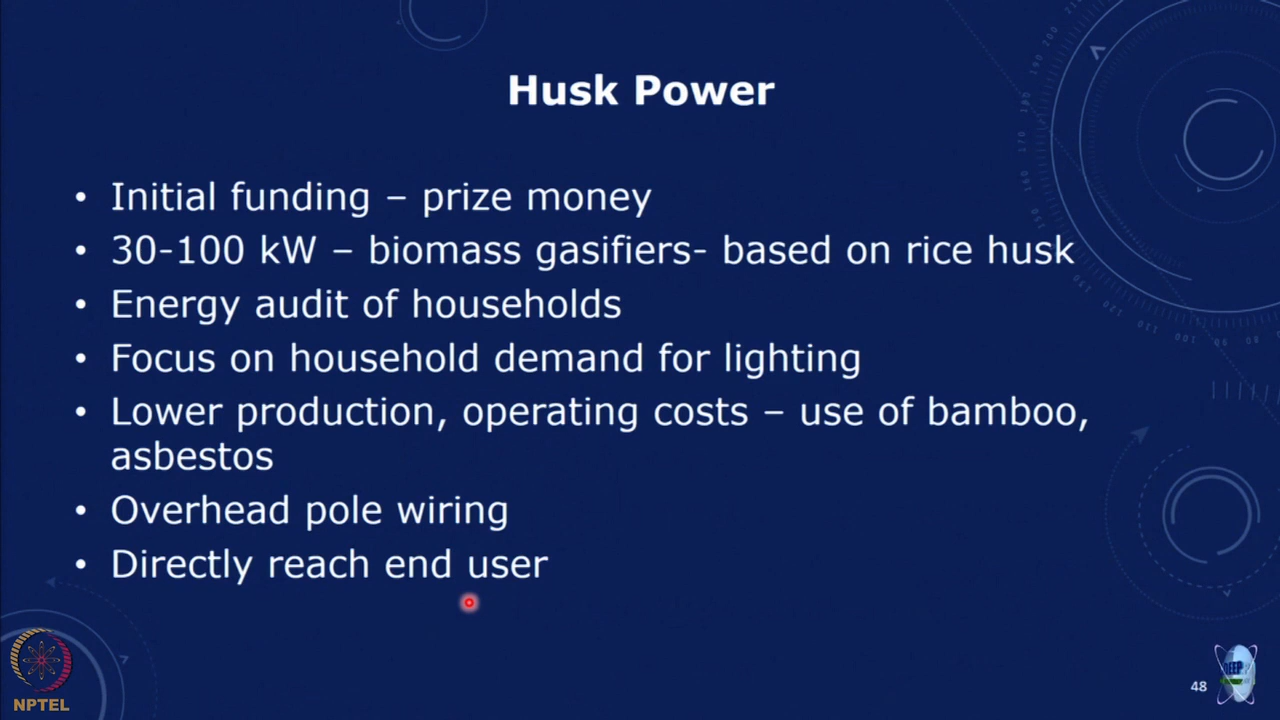 Husk Power
• Initial funding – prize money
• 30-100 kW – biomass gasifiers- based on rice husk
• Energy audit of households
• Focus on household demand for lighting
• Lower production, operating costs – use of bamboo,
asbestos
• Overhead pole wiring
• Directly reach end user
NPTEL
48